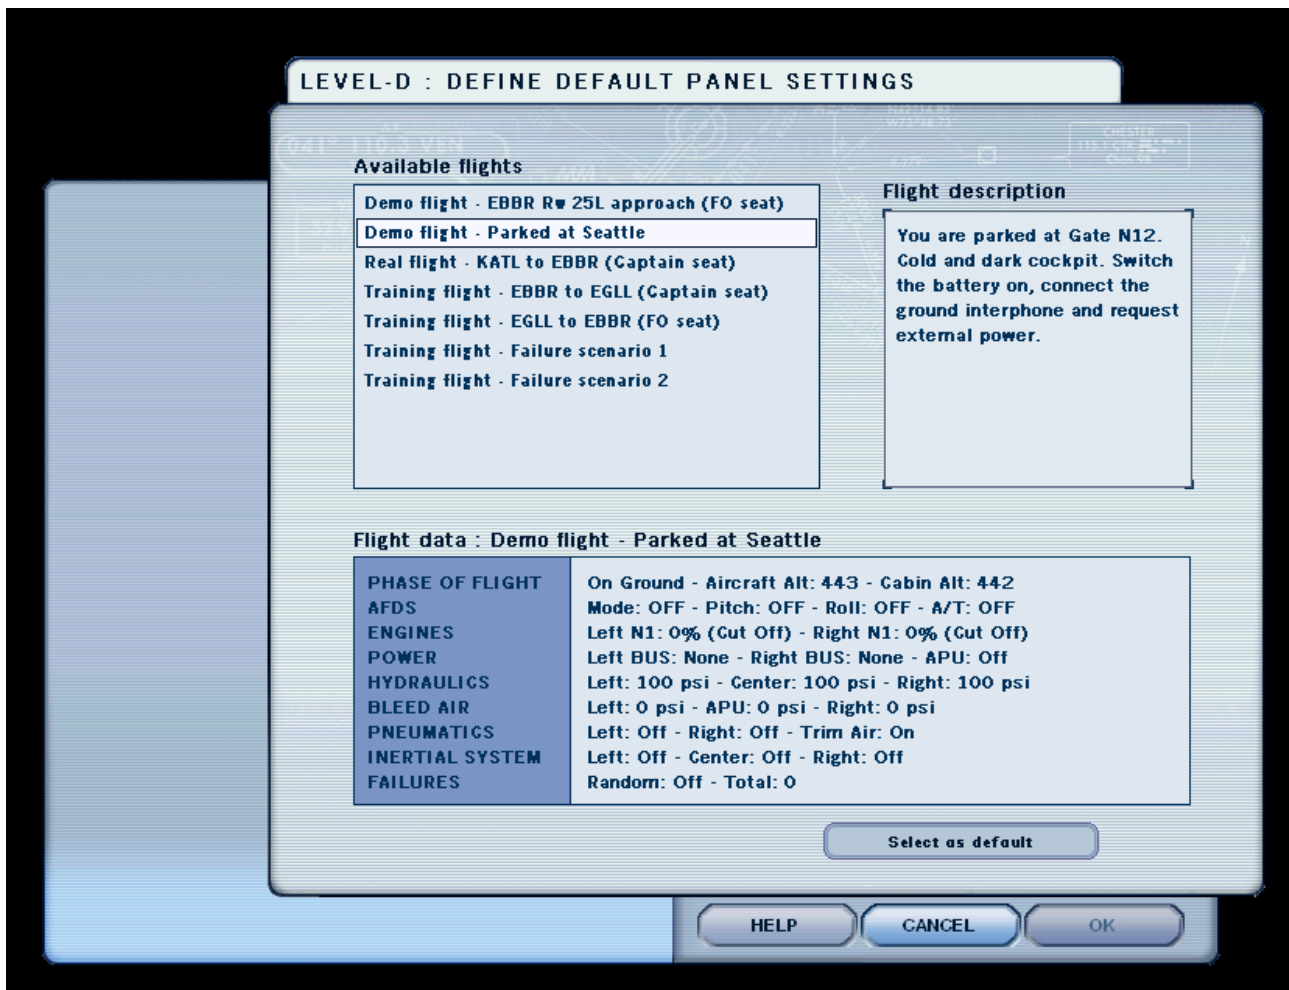 LEVEL-D : DEFINE DEFAULT PANEL SETTINGS
041° 110.3 VEN
CHESTER
115.1 CTR
Available flights
Demo flight - EBBR Rw 25L approach (FO seat)
Demo flight - Parked at Seattle
Real flight - KATL to EBBR (Captain seat)
Training flight - EBBR to EGLL (Captain seat)
Training flight - EGLL to EBBR (FO seat)
Training flight - Failure scenario 1
Training flight - Failure scenario 2
Flight description
You are parked at Gate N12.
Cold and dark cockpit. Switch
the battery on, connect the
ground interphone and request
external power.
Flight data : Demo flight - Parked at Seattle
PHASE OF FLIGHT On Ground - Aircraft Alt: 443 - Cabin Alt: 442
AFDS Mode: OFF - Pitch: OFF - Roll: OFF - A/T: OFF
ENGINES Left N1: 0% (Cut Off) - Right N1: 0% (Cut Off)
POWER Left BUS: None - Right BUS: None - APU: Off
HYDRAULICS Left: 100 psi - Center: 100 psi - Right: 100 psi
BLEED AIR Left: 0 psi - APU: 0 psi - Right: 0 psi
PNEUMATICS Left: Off - Right: Off - Trim Air: On
INERTIAL SYSTEM Left: Off - Center: Off - Right: Off
FAILURES Random: Off - Total: 0
Select as default
HELP CANCEL OK